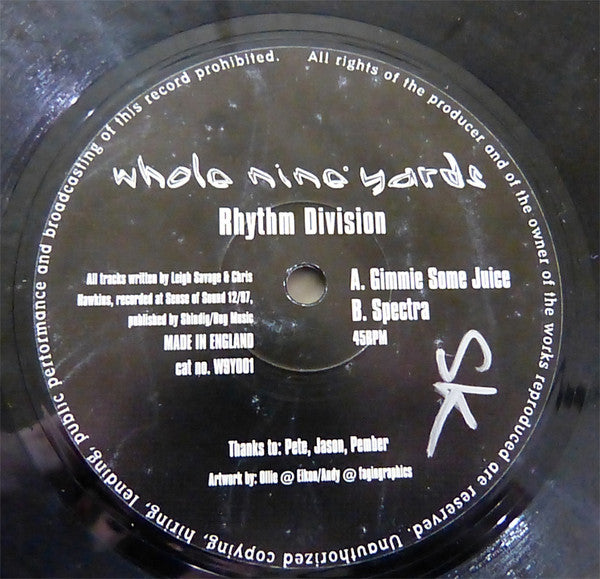 All rights of the producer and of the owner of the works reproduced are reserved. Unauthorized copying, hiring, lending, public performance and broadcasting of this record prohibited.
whole nine yards
Rhythm Division
All tracks written by Leigh Savage & Chris
Hawkins, recorded at Sense of Sound 12/97,
published by Shindig/Bug Music
MADE IN ENGLAND
cat no. W9Y001
A. Gimmie Some Juice
B. Spectra
45RPM
SK
Thanks to: Pete, Jason, Pember
Artwork by: Ollie @ Eikon/Andy @ fagiographics